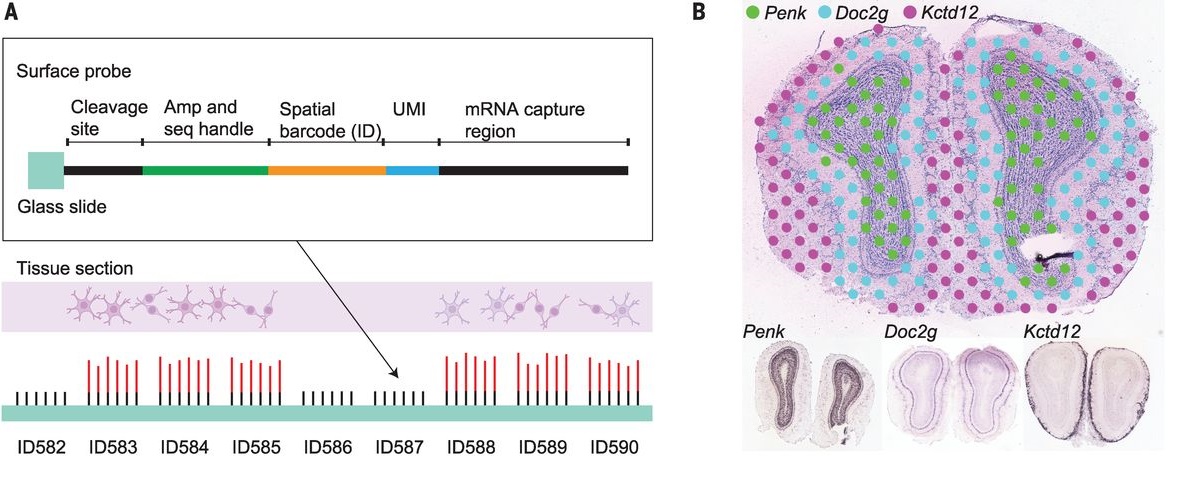 A
Surface probe
Cleavage
site
Amp and
seq handle
Spatial
barcode (ID)
UMI
mRNA capture
region
Glass slide
Tissue section
ID582 ID583 ID584 ID585 ID586 ID587 ID588 ID589 ID590
B
Penk Doc2g Kctd12
Penk Doc2g Kctd12